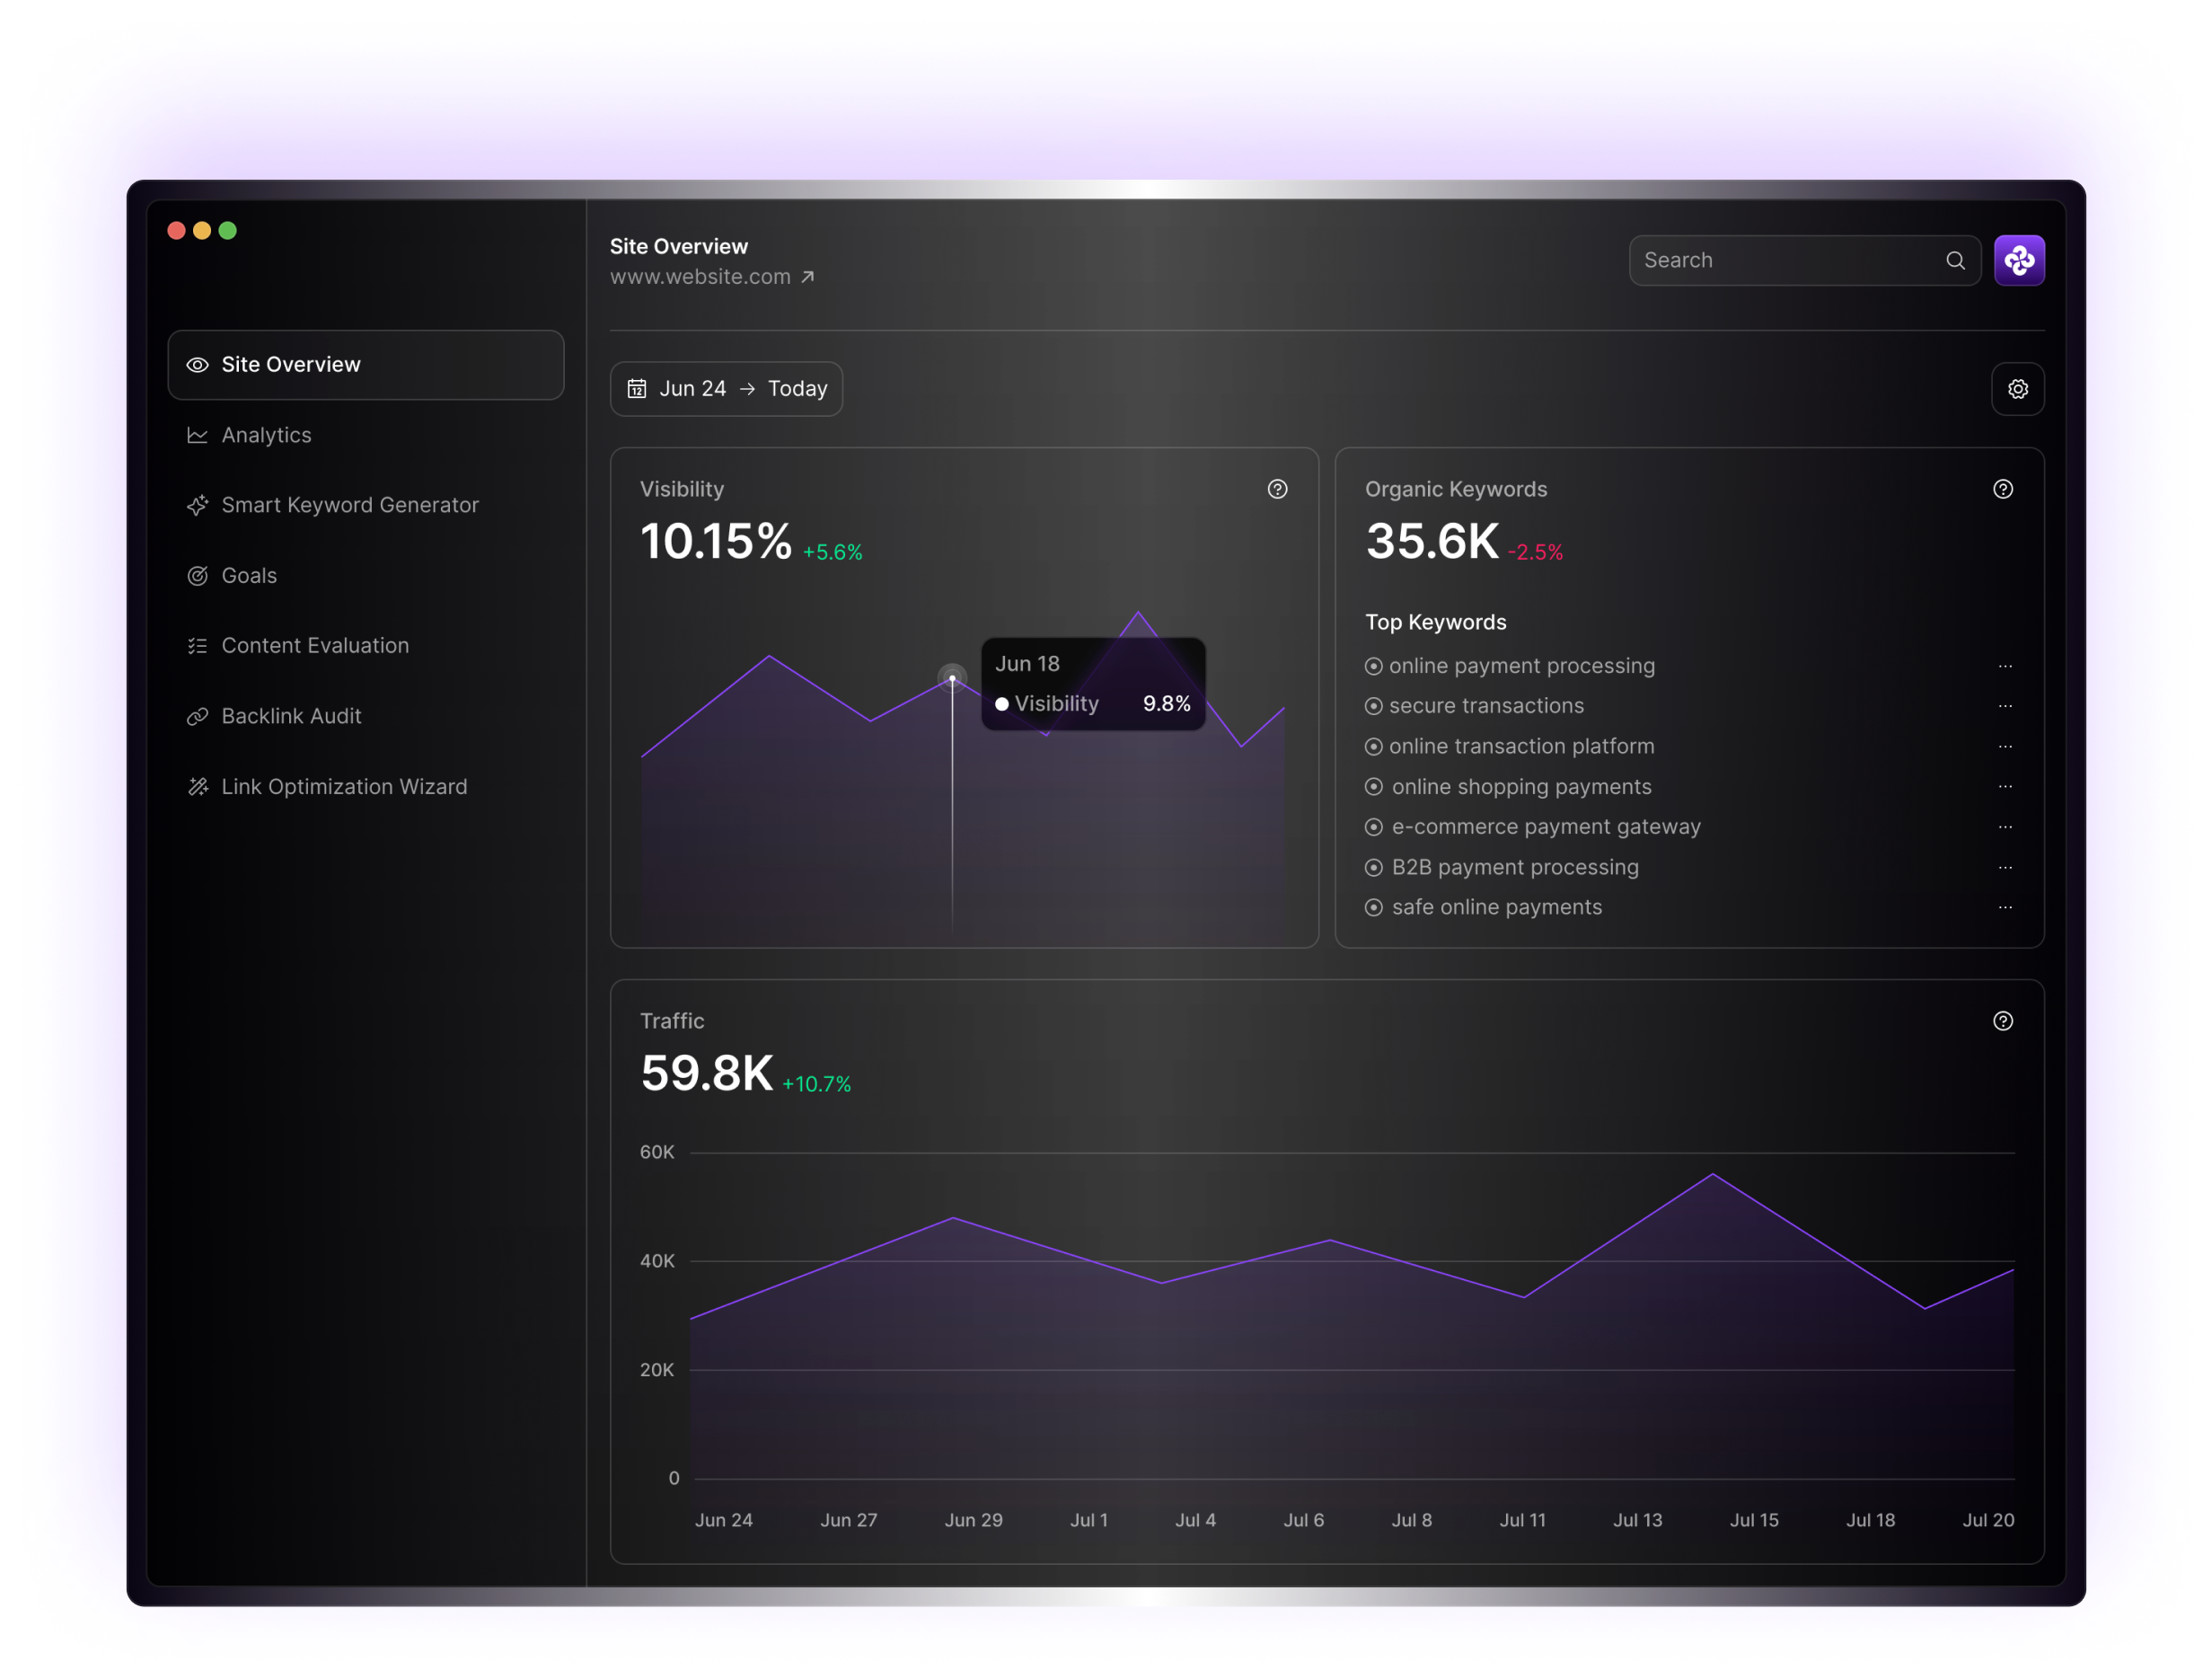 Site Overview
www.website.com
Search
Site Overview
Analytics
Smart Keyword Generator
Goals
Content Evaluation
Backlink Audit
Link Optimization Wizard
12 Jun 24 → Today
Visibility
10.15% +5.6%
Jun 18
Visibility 9.8%
Organic Keywords
35.6K -2.5%
Top Keywords
online payment processing
secure transactions
online transaction platform
online shopping payments
e-commerce payment gateway
B2B payment processing
safe online payments
Traffic
59.8K +10.7%
60K
40K
20K
0
Jun 24 Jun 27 Jun 29 Jul 1 Jul 4 Jul 6 Jul 8 Jul 11 Jul 13 Jul 15 Jul 18 Jul 20